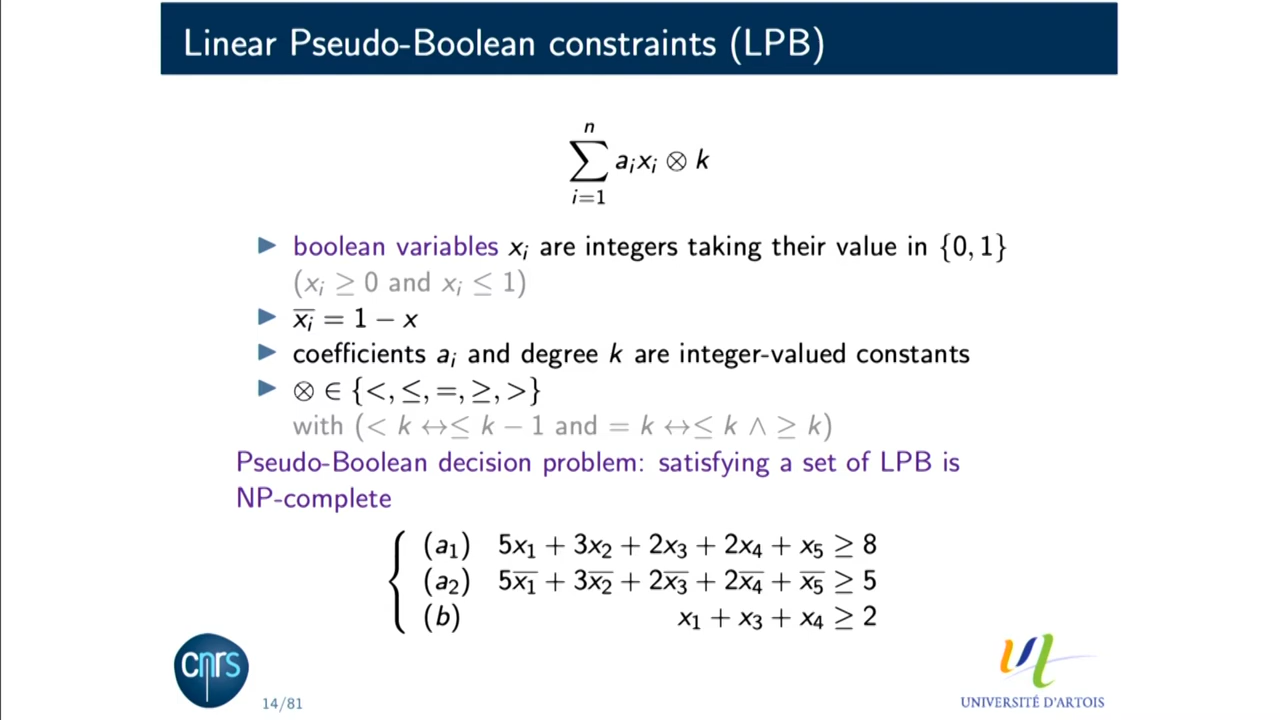 Linear Pseudo-Boolean constraints (LPB)
n
∑ aᵢxᵢ ⊗ k
i=1
▶ boolean variables xᵢ are integers taking their value in {0, 1}
(xᵢ ≥ 0 and xᵢ ≤ 1)
▶ x̅ᵢ = 1 − x
▶ coefficients aᵢ and degree k are integer-valued constants
▶ ⊗ ∈ {<, ≤, =, ≥, >}
with (< k ↔≤ k − 1 and = k ↔≤ k ∧ ≥ k)
Pseudo-Boolean decision problem: satisfying a set of LPB is
NP-complete
(a₁) 5x₁ + 3x₂ + 2x₃ + 2x₄ + x₅ ≥ 8
(a₂) 5x̅₁ + 3x̅₂ + 2x̅₃ + 2x̅₄ + x̅₅ ≥ 5
(b) x₁ + x₃ + x₄ ≥ 2
cnrs
14/81
UNIVERSITÉ D'ARTOIS